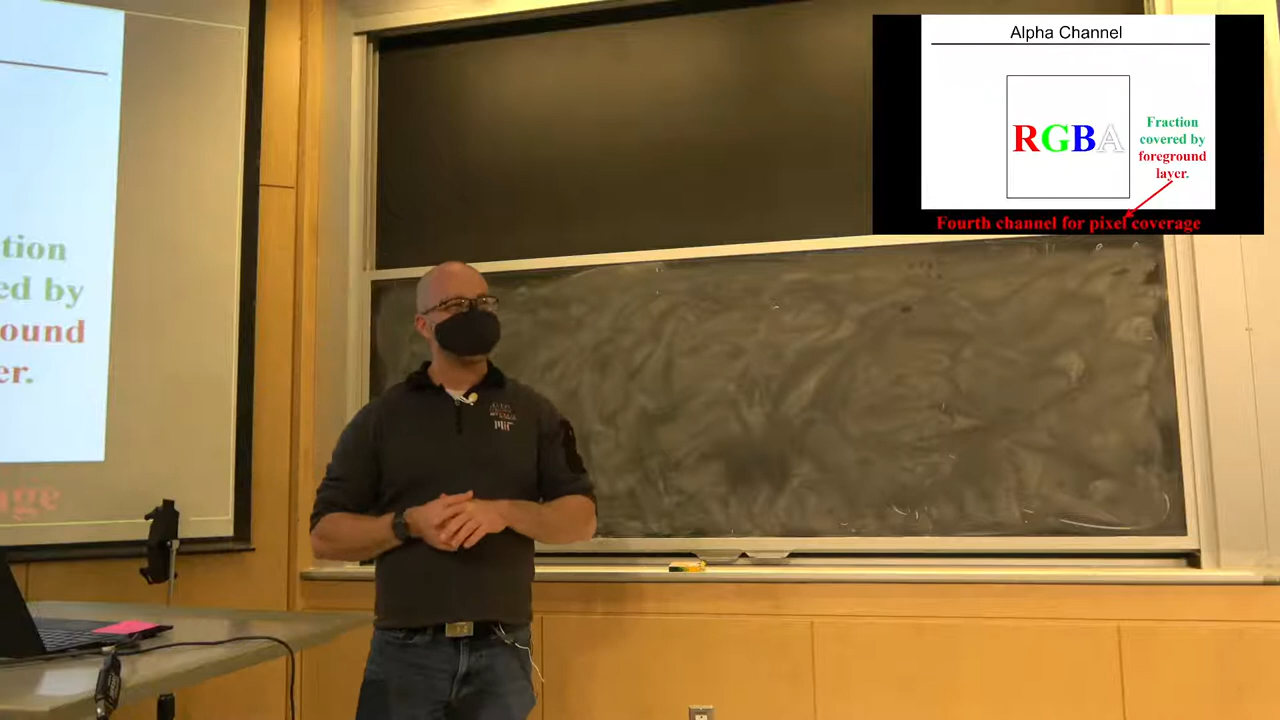 Alpha Channel
RGBA
Fraction
covered by
foreground
layer.
Fourth channel for pixel coverage
tion
ed by
ound
er.
age
MIT